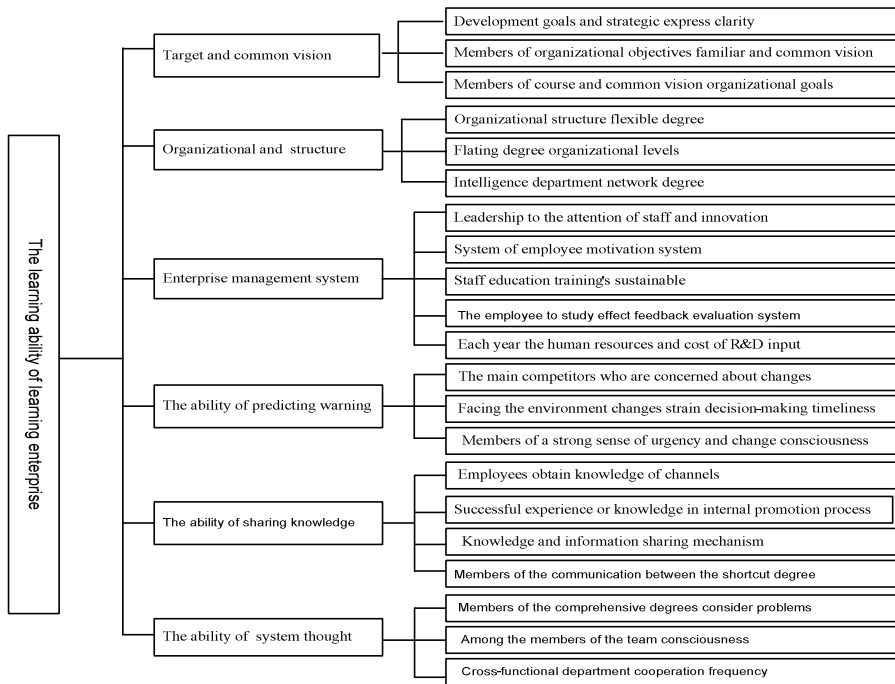 The learning ability of learning enterprise
Target and common vision
Development goals and strategic express clarity
Members of organizational objectives familiar and common vision
Members of course and common vision organizational goals
Organizational and structure
Organizational structure flexible degree
Flating degree organizational levels
Intelligence department network degree
Enterprise management system
Leadership to the attention of staff and innovation
System of employee motivation system
Staff education training's sustainable
The employee to study effect feedback evaluation system
Each year the human resources and cost of R&D input
The ability of predicting warning
The main competitors who are concerned about changes
Facing the environment changes strain decision-making timeliness
Members of a strong sense of urgency and change consciousness
The ability of sharing knowledge
Employees obtain knowledge of channels
Successful experience or knowledge in internal promotion process
Knowledge and information sharing mechanism
Members of the communication between the shortcut degree
The ability of system thought
Members of the comprehensive degrees consider problems
Among the members of the team consciousness
Cross-functional department cooperation frequency